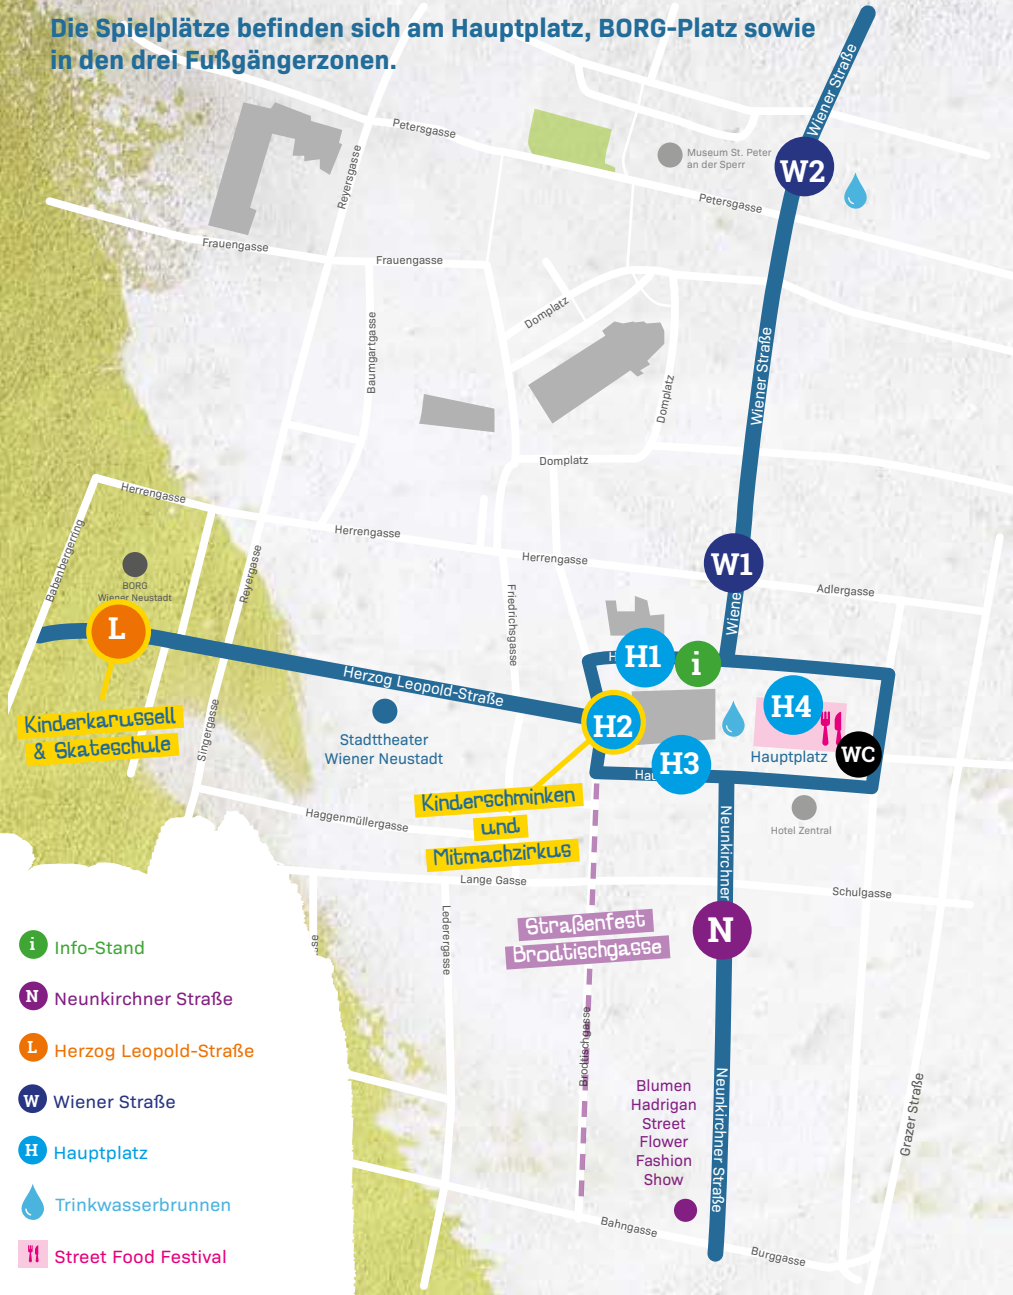 Die Spielplätze befinden sich am Hauptplatz, BORG-Platz sowie
in den drei Fußgängerzonen.
Wiener Straße
Petersgasse
Museum St. Peter
an der Sperr
W2
Reyersgasse
Petersgasse
Frauengasse
Frauengasse
Domplatz
Baumgartgasse
Wiener Straße
Domplatz
Domplatz
Herrengasse
Herrengasse
Herrengasse
W1
Adlergasse
Babenbergerring
BORG
Wiener Neustadt
Reyergasse
Friedrichsgasse
Wiene
L
H
H1
i
Herzog Leopold-Straße
H4
Kinderkarussell
& Skateschule
Singergasse
Stadttheater
Wiener Neustadt
H2
Hauptplatz
WC
H3
Hau
Kinderschminken
und
Mitmachzirkus
Haggenmüllergasse
Neunkirchner
Hotel Zentral
Lange Gasse
Schulgasse
Ledergasse
Straßenfest
Brodtischgasse
N
se
i Info-Stand
N Neunkirchner Straße
L Herzog Leopold-Straße
W Wiener Straße
H Hauptplatz
Trinkwasserbrunnen
Street Food Festival
Brodtischgasse
Blumen
Hadrigan
Street
Flower
Fashion
Show
Neunkirchner Straße
Grazer Straße
Bahngasse
Burggasse